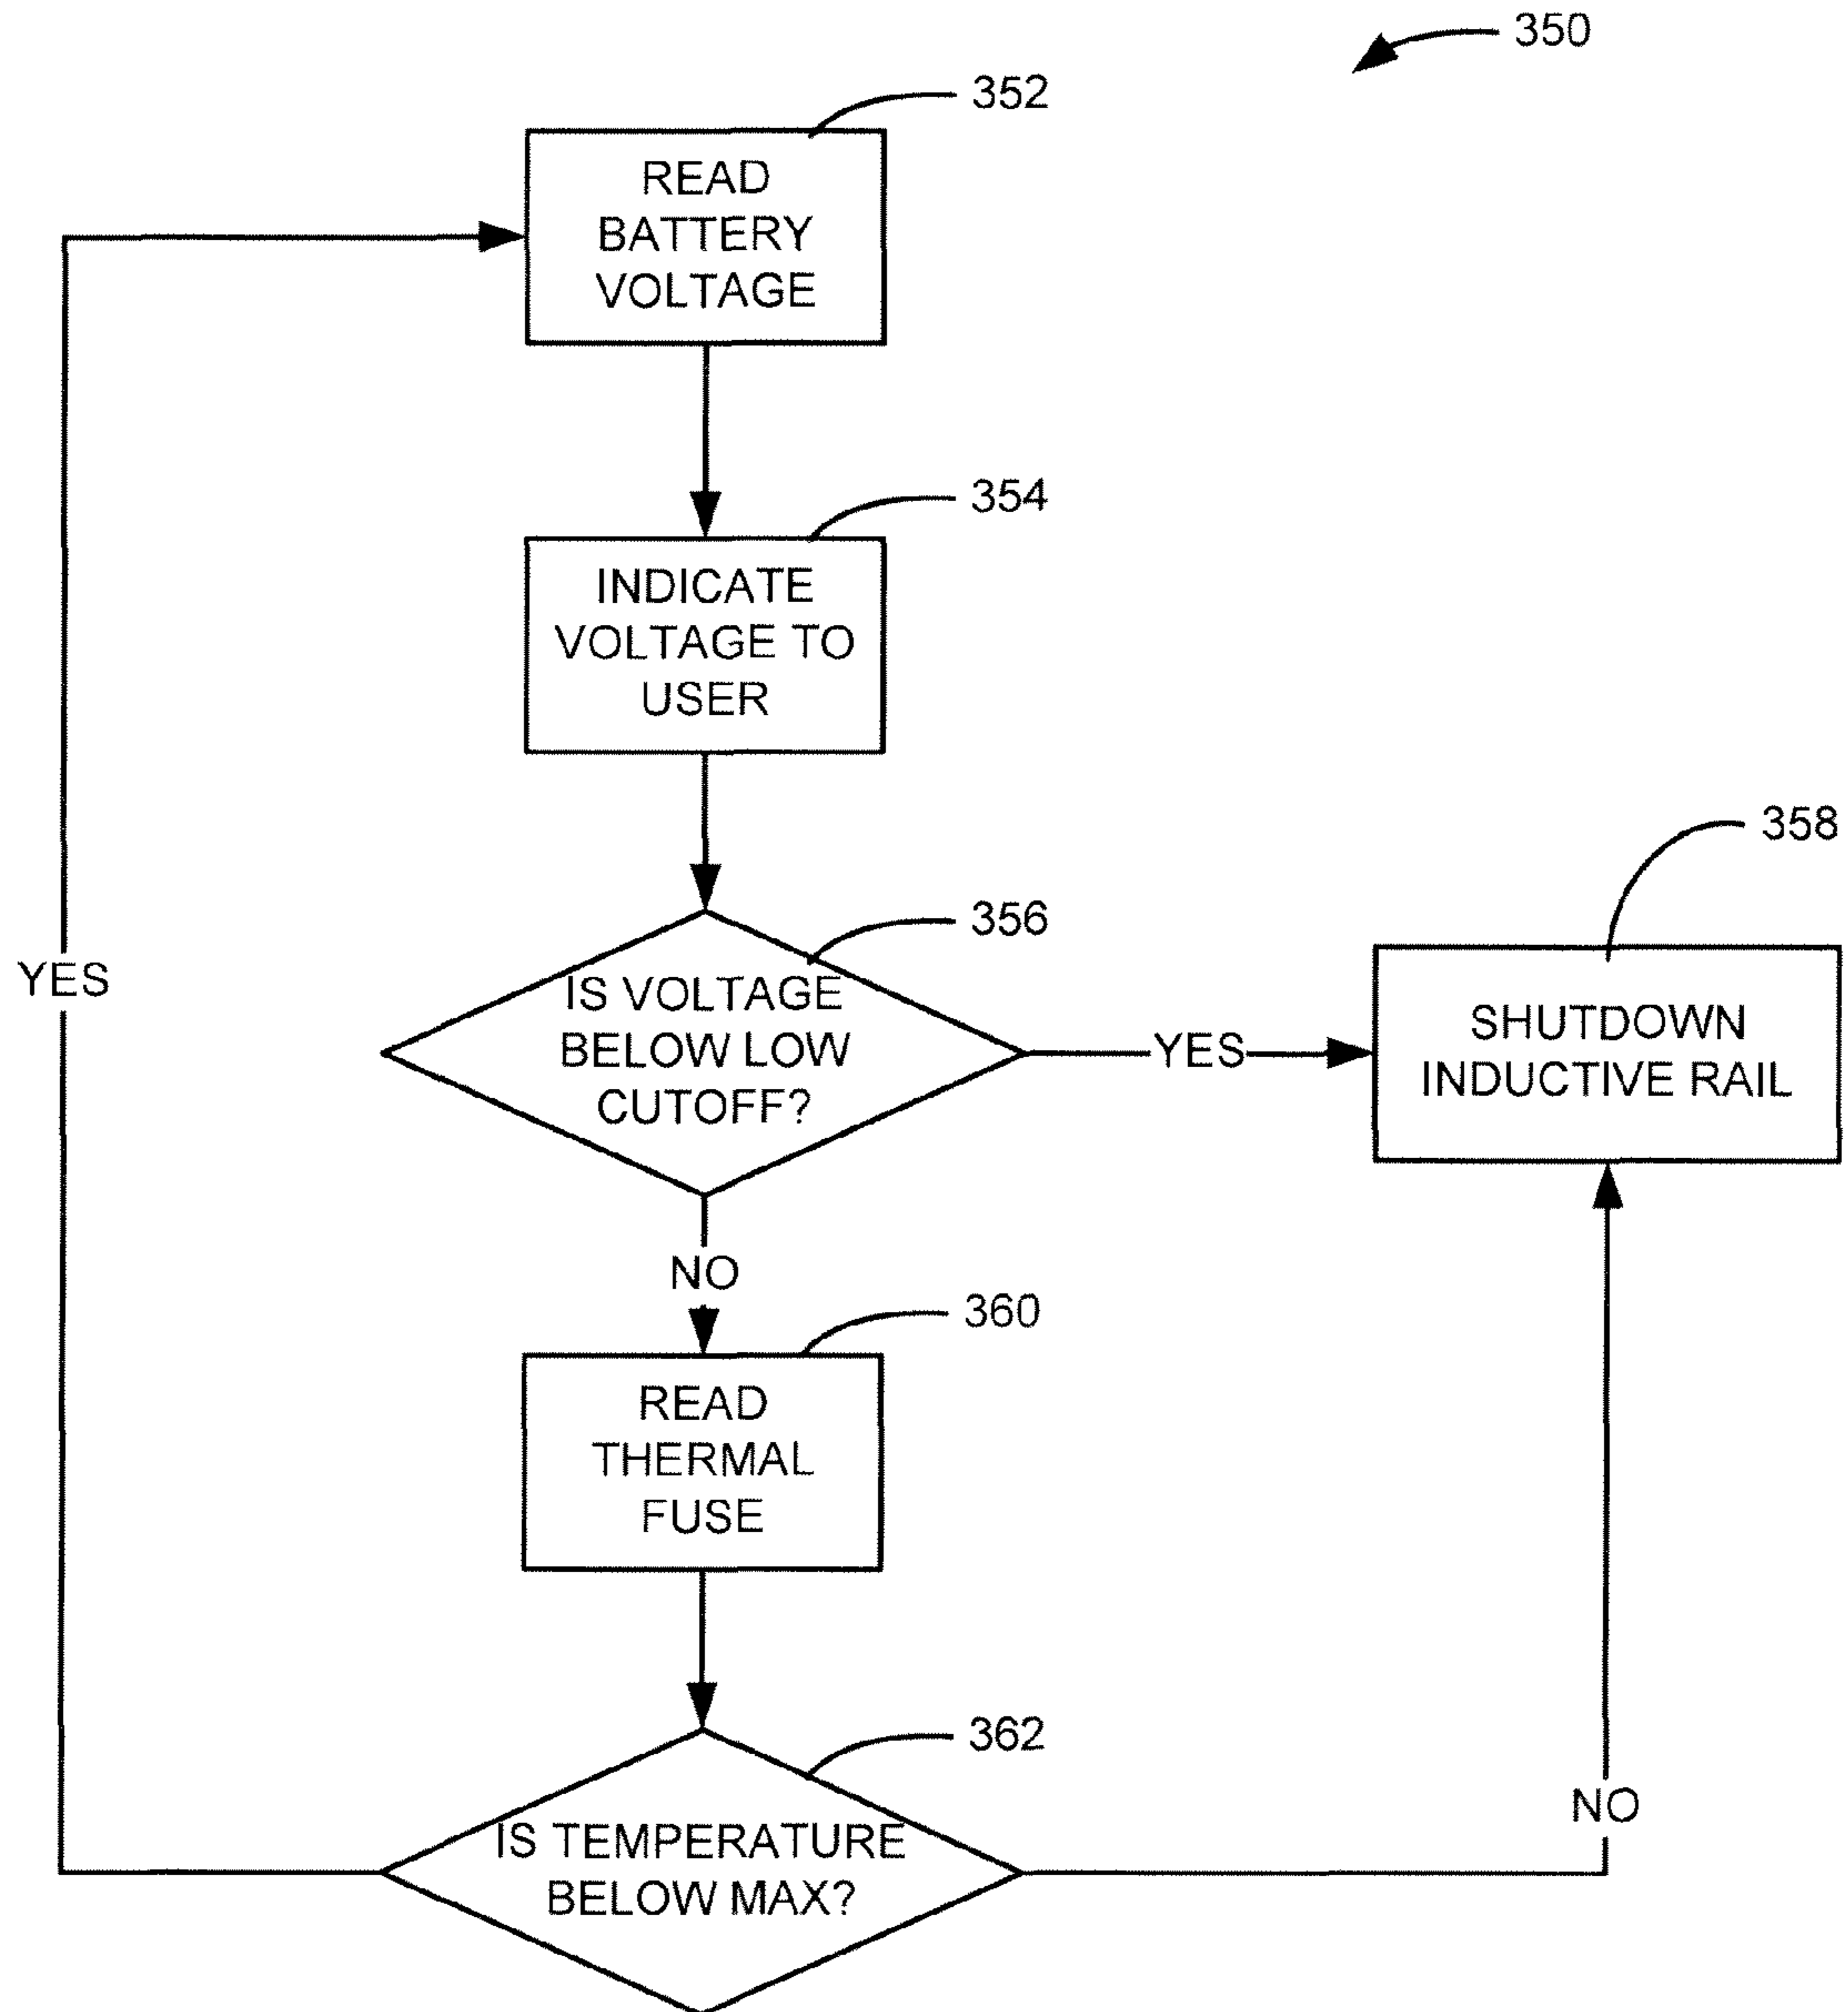 350
352
READ
BATTERY
VOLTAGE
354
INDICATE
VOLTAGE TO
USER
356
IS VOLTAGE
BELOW LOW
CUTOFF?
YES
358
SHUTDOWN
INDUCTIVE RAIL
YES
NO
360
READ
THERMAL
FUSE
362
IS TEMPERATURE
BELOW MAX?
NO